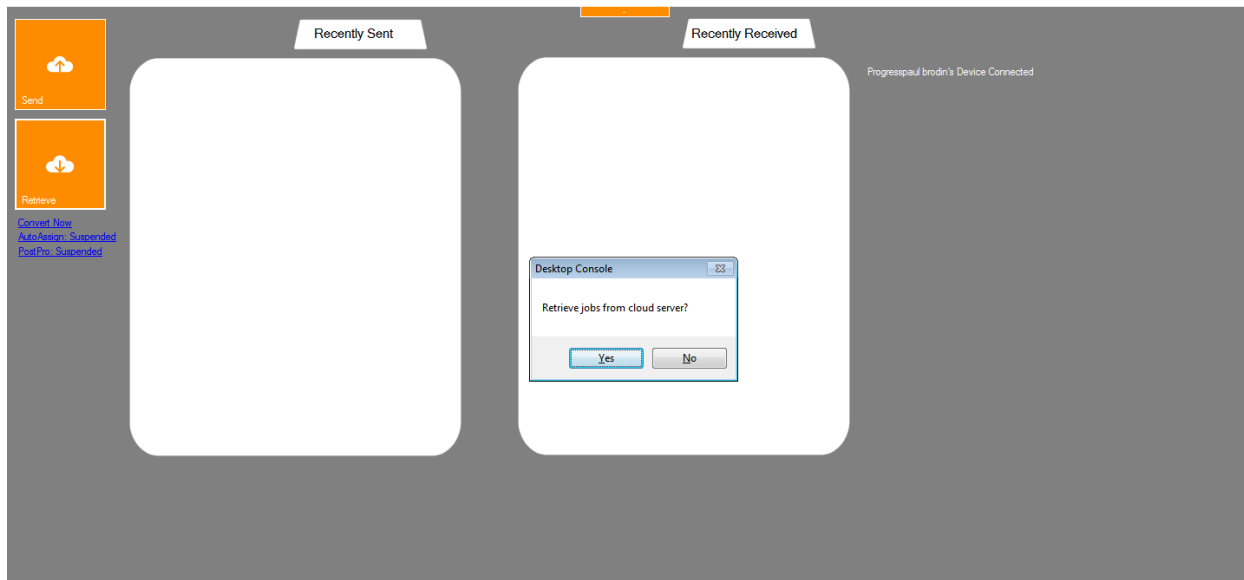 Send
Retrieve
Convert Now
AutoAssign: Suspended
PostPro: Suspended
Recently Sent
Recently Received
Progresspaul brodin's Device Connected
Desktop Console
Retrieve jobs from cloud server?
Yes
No